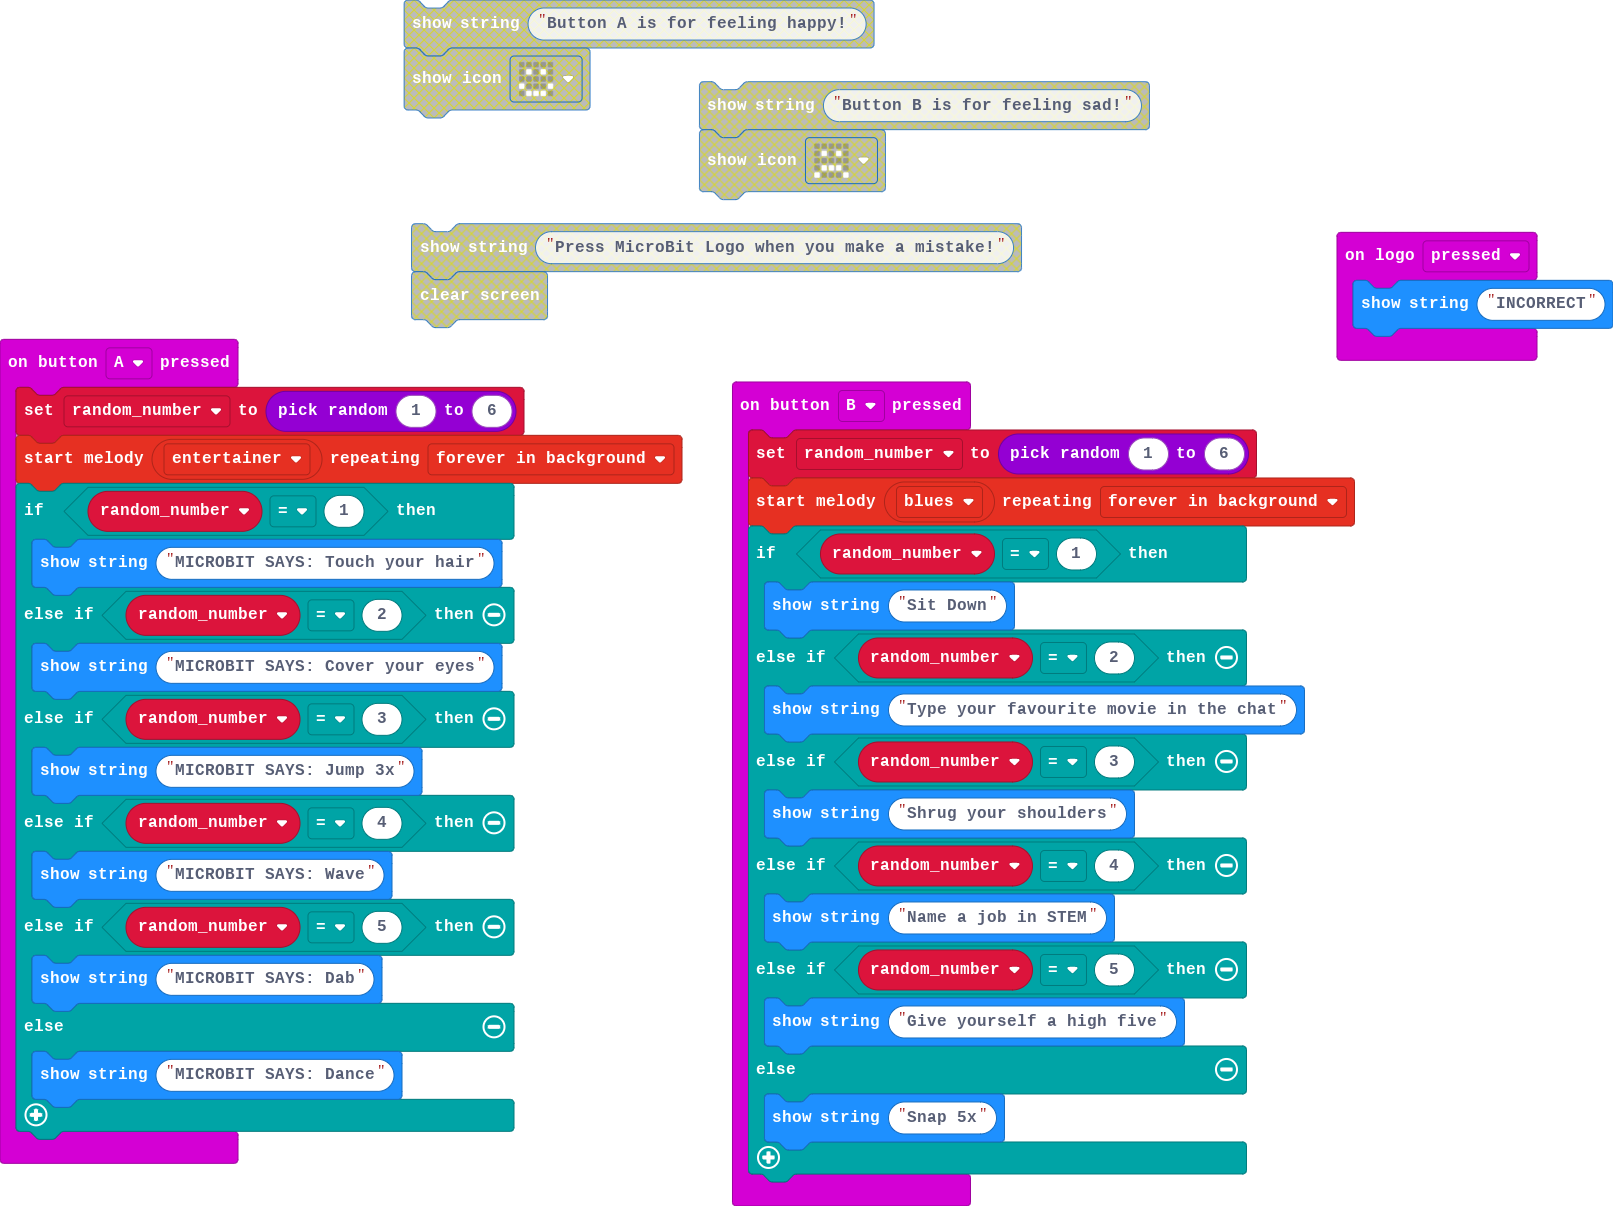 show string "Button A is for feeling happy!"
show icon
show string "Button B is for feeling sad!"
show icon
show string "Press MicroBit Logo when you make a mistake!"
clear screen
on logo pressed
show string "INCORRECT"
on button A pressed
set random_number to pick random 1 to 6
start melody entertainer repeating forever in background
if random_number = 1 then
show string "MICROBIT SAYS: Touch your hair"
else if random_number = 2 then
show string "MICROBIT SAYS: Cover your eyes"
else if random_number = 3 then
show string "MICROBIT SAYS: Jump 3x"
else if random_number = 4 then
show string "MICROBIT SAYS: Wave"
else if random_number = 5 then
show string "MICROBIT SAYS: Dab"
else
show string "MICROBIT SAYS: Dance"
on button B pressed
set random_number to pick random 1 to 6
start melody blues repeating forever in background
if random_number = 1 then
show string "Sit Down"
else if random_number = 2 then
show string "Type your favourite movie in the chat"
else if random_number = 3 then
show string "Shrug your shoulders"
else if random_number = 4 then
show string "Name a job in STEM"
else if random_number = 5 then
show string "Give yourself a high five"
else
show string "Snap 5x"